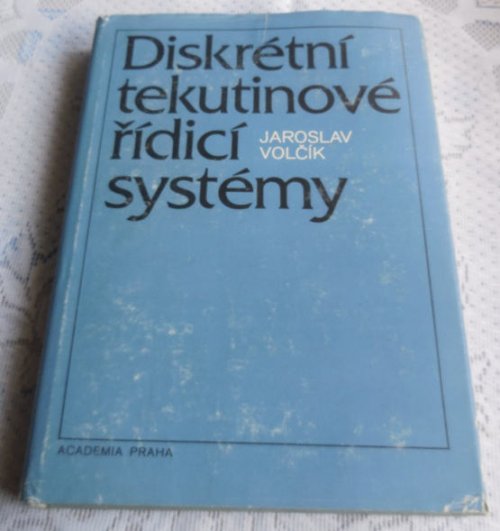 Diskrétní
tekutinové
řídicí
JAROSLAV
VOLČÍK
systémy
ACADEMIA PRAHA